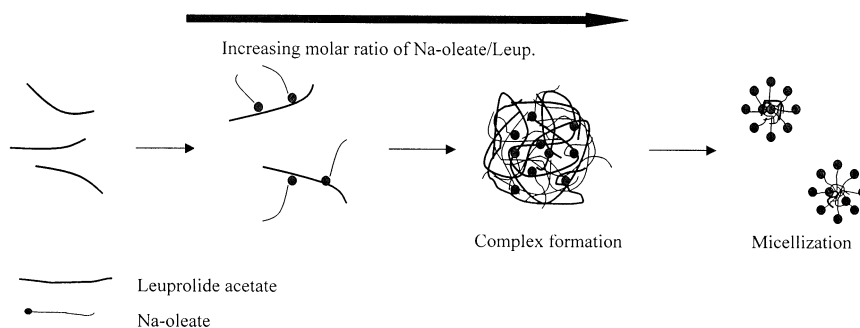 Increasing molar ratio of Na-oleate/Leup.
Complex formation
Micellization
Leuprolide acetate
Na-oleate